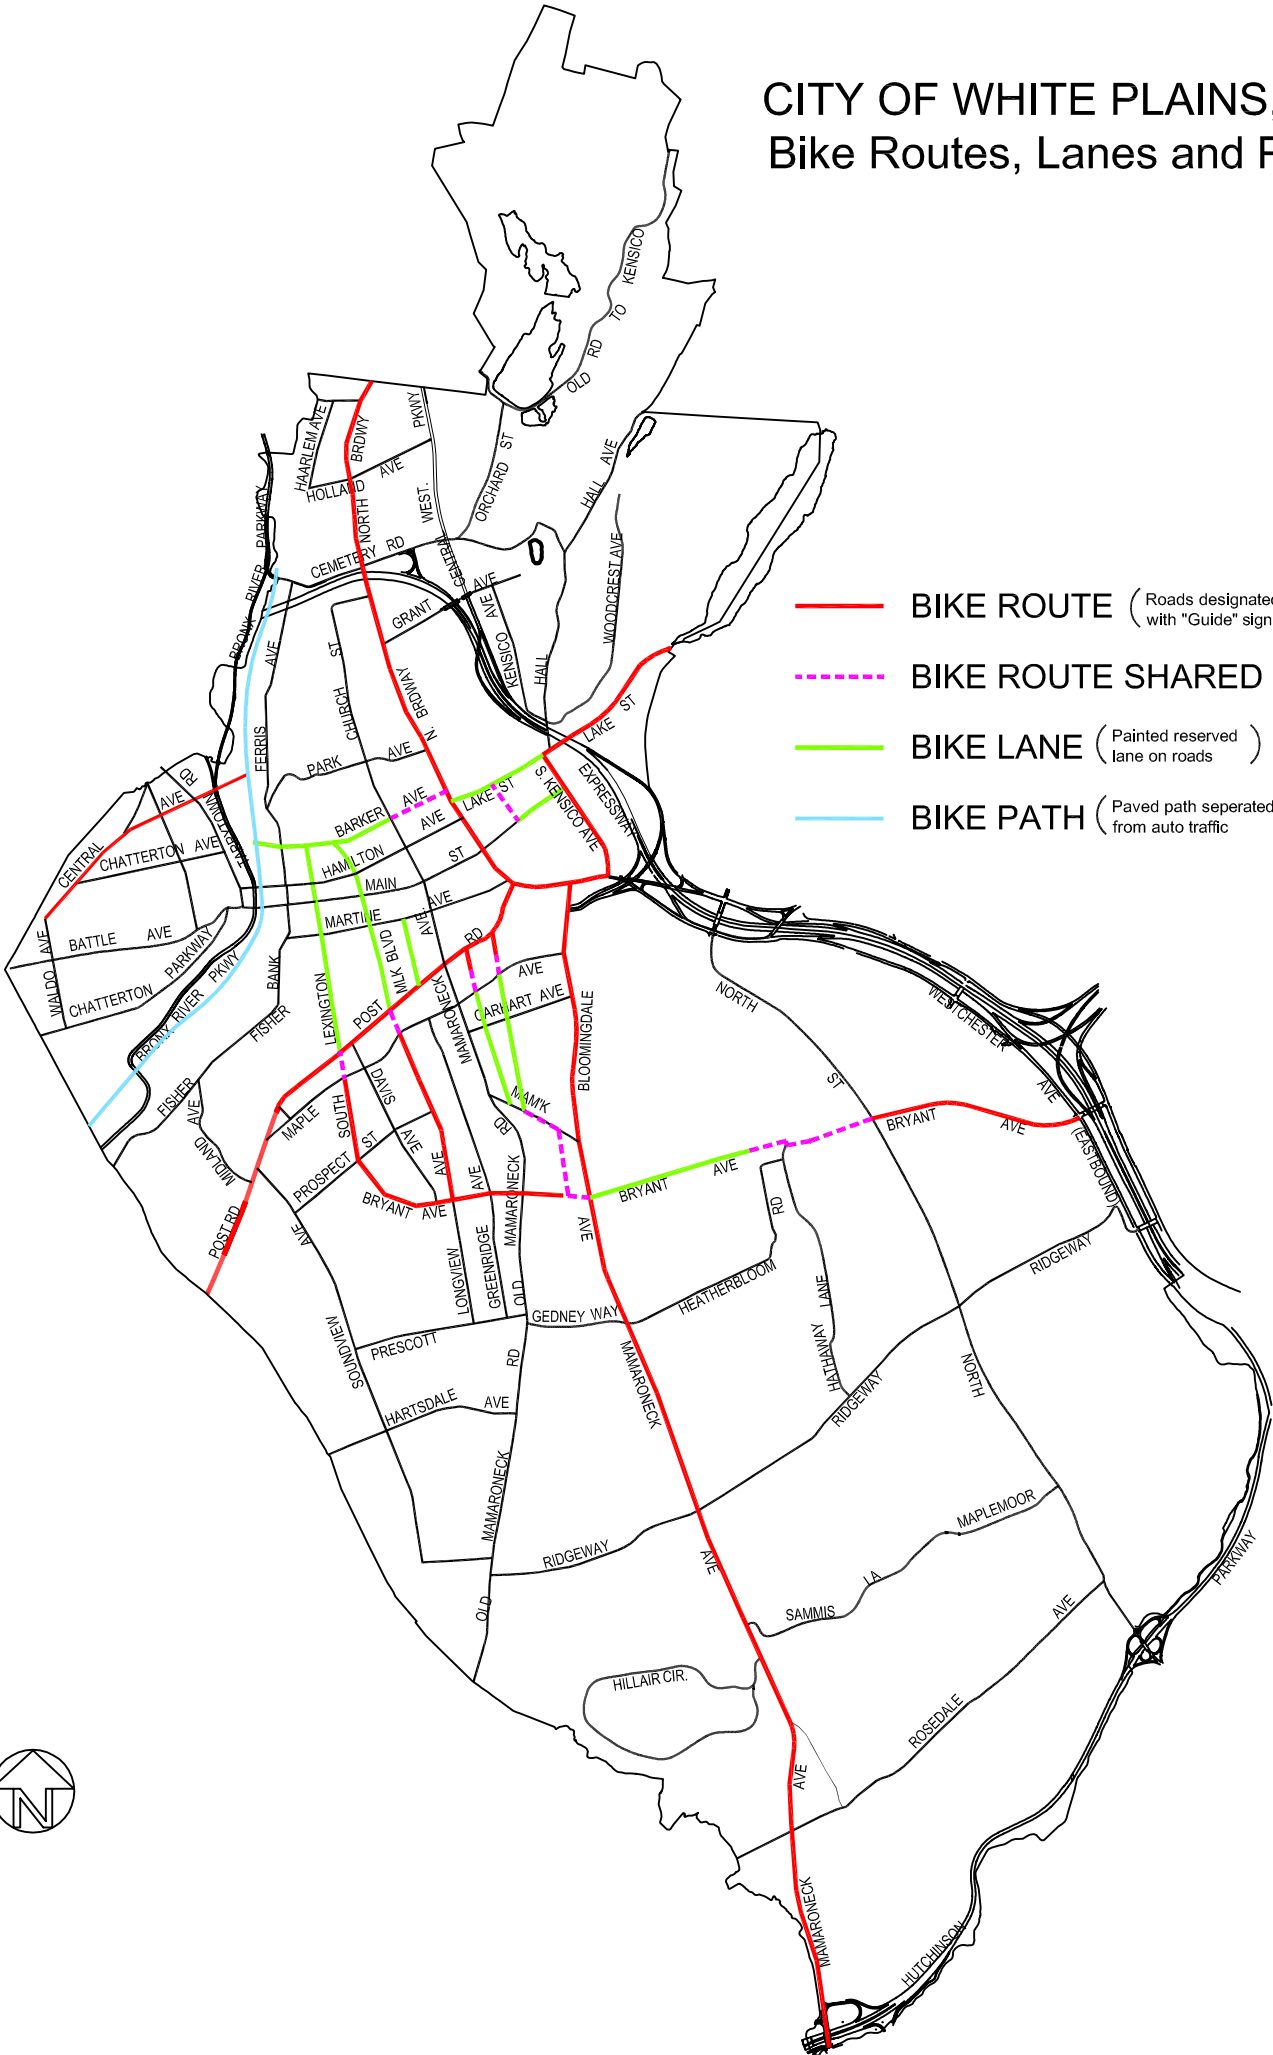 CITY OF WHITE PLAINS,
Bike Routes, Lanes and P
KENSICO
TO
RD
OLD
HAARLEM AVE
BRDWY
PKWY
HOLLAND AVE
NORTH
WEST.
ORCHARD ST
HALL AVE
PARKWAY
CEMETERY RD
CENTRAL
WOODCREST AVE
RIVER
BRONX
GRANT AVE
KENSICO AVE
HALL
BIKE ROUTE ( Roads designated
with "Guide" sign
BIKE ROUTE SHARED
BIKE LANE ( Painted reserved
lane on roads )
BIKE PATH ( Paved path seperated
from auto traffic
AVE
FERRIS
CHURCH ST
N. BRDWAY
LAKE ST
PARK AVE
EXPRESSWAY
S. KENSICO AVE
LAKE ST
TARRYTOWN RD
CENTRAL AVE
BARKER AVE
CHATTERTON AVE
HAMILTON AVE
MAIN ST
MARTINE AVE
BATTLE AVE
WALDO AVE
CHATTERTON PARKWAY
BRONX RIVER PKWY
BANK
FISHER
LEXINGTON
MLK BLVD
POST RD
MAMARONECK AVE.
AVE
CARHART AVE
BLOOMINGDALE
NORTH ST
WESTCHESTER AVE
(EASTBOUND)
FISHER
AVE
MIDLAND
MAPLE
SOUTH
DAVIS AVE
PROSPECT ST
MAM'K
RD
BRYANT AVE
BRYANT AVE
BRYANT AVE
AVE
AVE
POST RD
AVE
SOUNDVIEW
LONGVIEW
GREENRIDGE
MAMARONECK
OLD
RD
AVE
HEATHERBLOOM RD
HATHAWAY LANE
RIDGEWAY
GEDNEY WAY
PRESCOTT
HARTSDALE AVE
MAMARONECK
RIDGEWAY
NORTH
MAMARONECK
RIDGEWAY
AVE
OLD
MAPLEMOOR
SAMMIS LA
AVE
ROSEDALE
PARKWAY
HILLAIR CIR.
AVE
MAMARONECK
HUTCHINSON
N